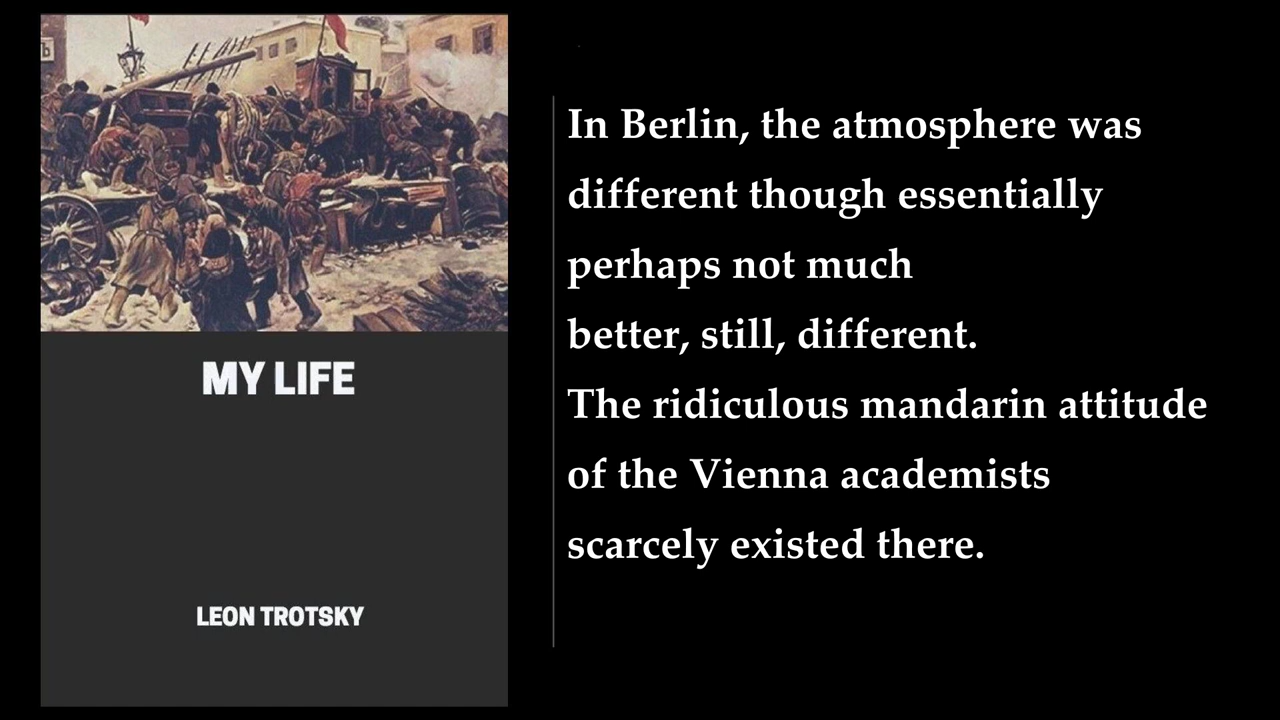 MY LIFE
LEON TROTSKY
In Berlin, the atmosphere was
different though essentially
perhaps not much
better, still, different.
The ridiculous mandarin attitude
of the Vienna academists
scarcely existed there.